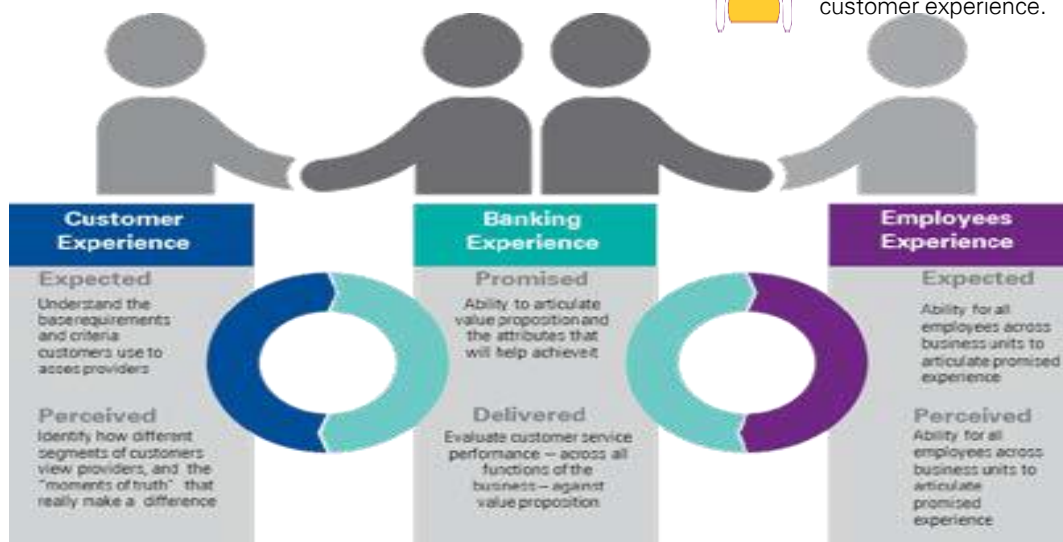 customer experience.
Customer
Experience
Expected
Understand the
base requirements
and criteria
customers use to
asses providers
Perceived
Identify how different
segments of customers
view providers, and the
"moments of truth" that
really make a difference
Banking
Experience
Promised
Ability to articulate
value proposition and
the attributes that
will help achieve it
Delivered
Evaluate customer service
performance – across all
functions of the
business – against
value proposition
Employees
Experience
Expected
Ability for all
employees across
business units to
articulate promised
experience
Perceived
Ability for all
employees across
business units to
articulate
promised
experience